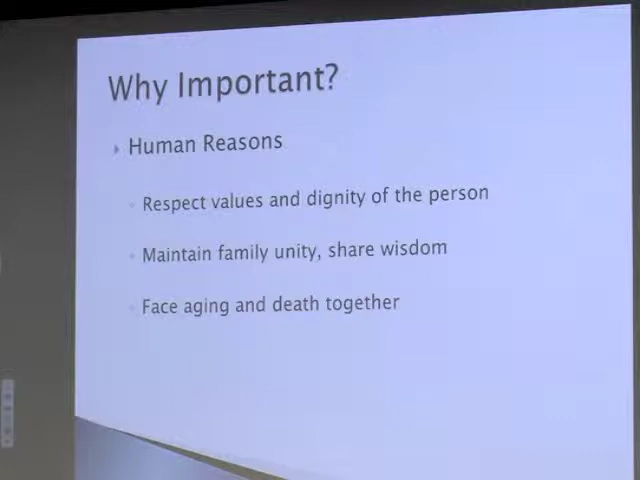 Why Important?
Human Reasons
Respect values and dignity of the person
Maintain family unity, share wisdom
Face aging and death together